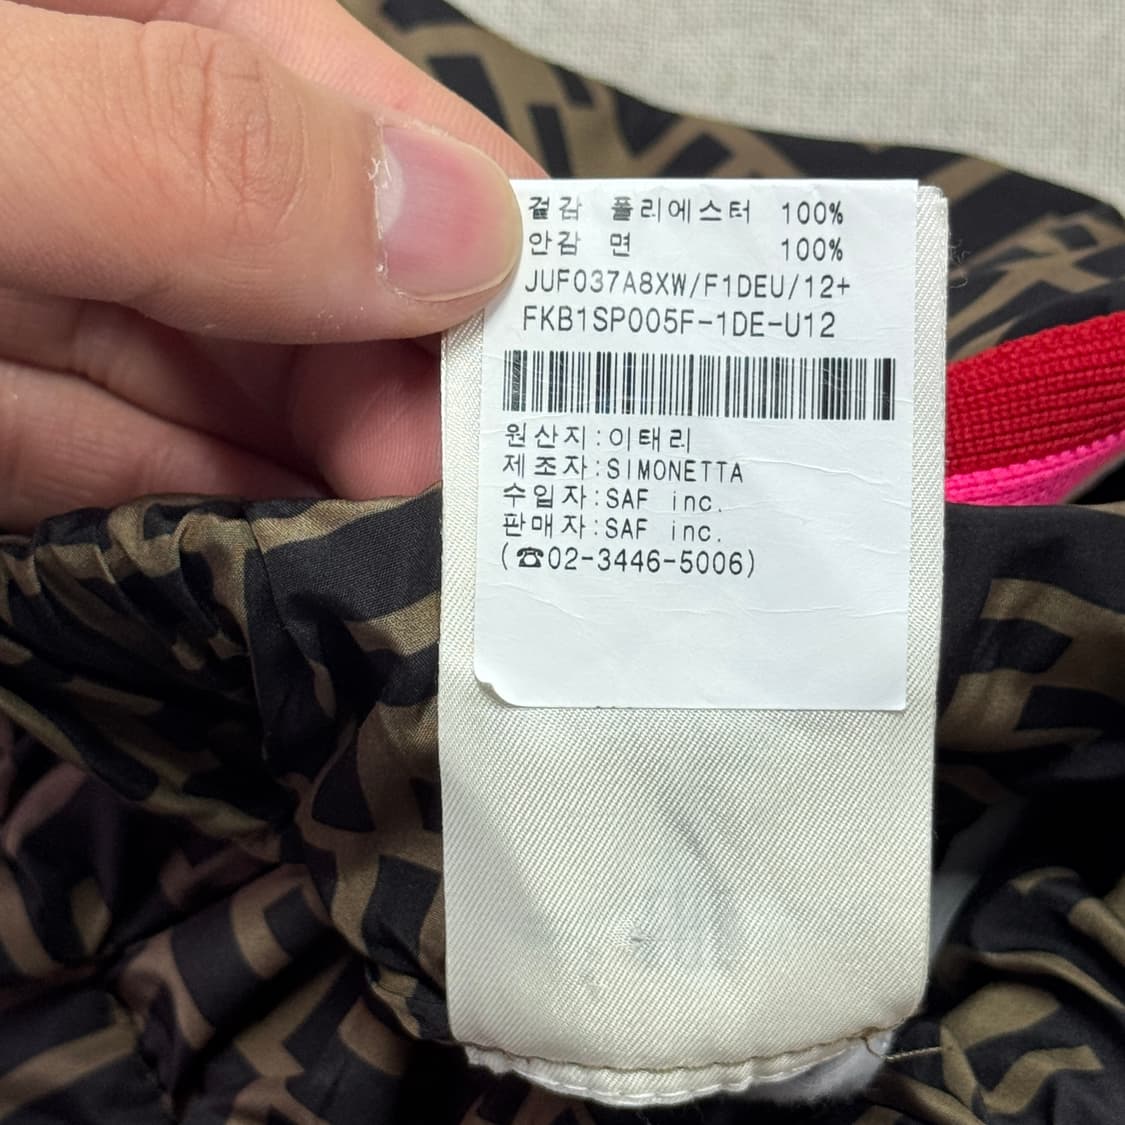 겉감 폴리에스터 100%
안감 면 100%
JUF037A8XW/F1DEU/12+
FKB1SP005F-1DE-U12
원산지:이태리
제조자:SIMONETTA
수입자:SAF inc.
판매자:SAF inc.
(☎02-3446-5006)